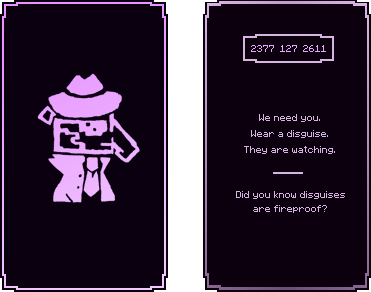 2377 127 2611
We need you.
Wear a disguise.
They are watching.
Did you know disguises
are fireproof?